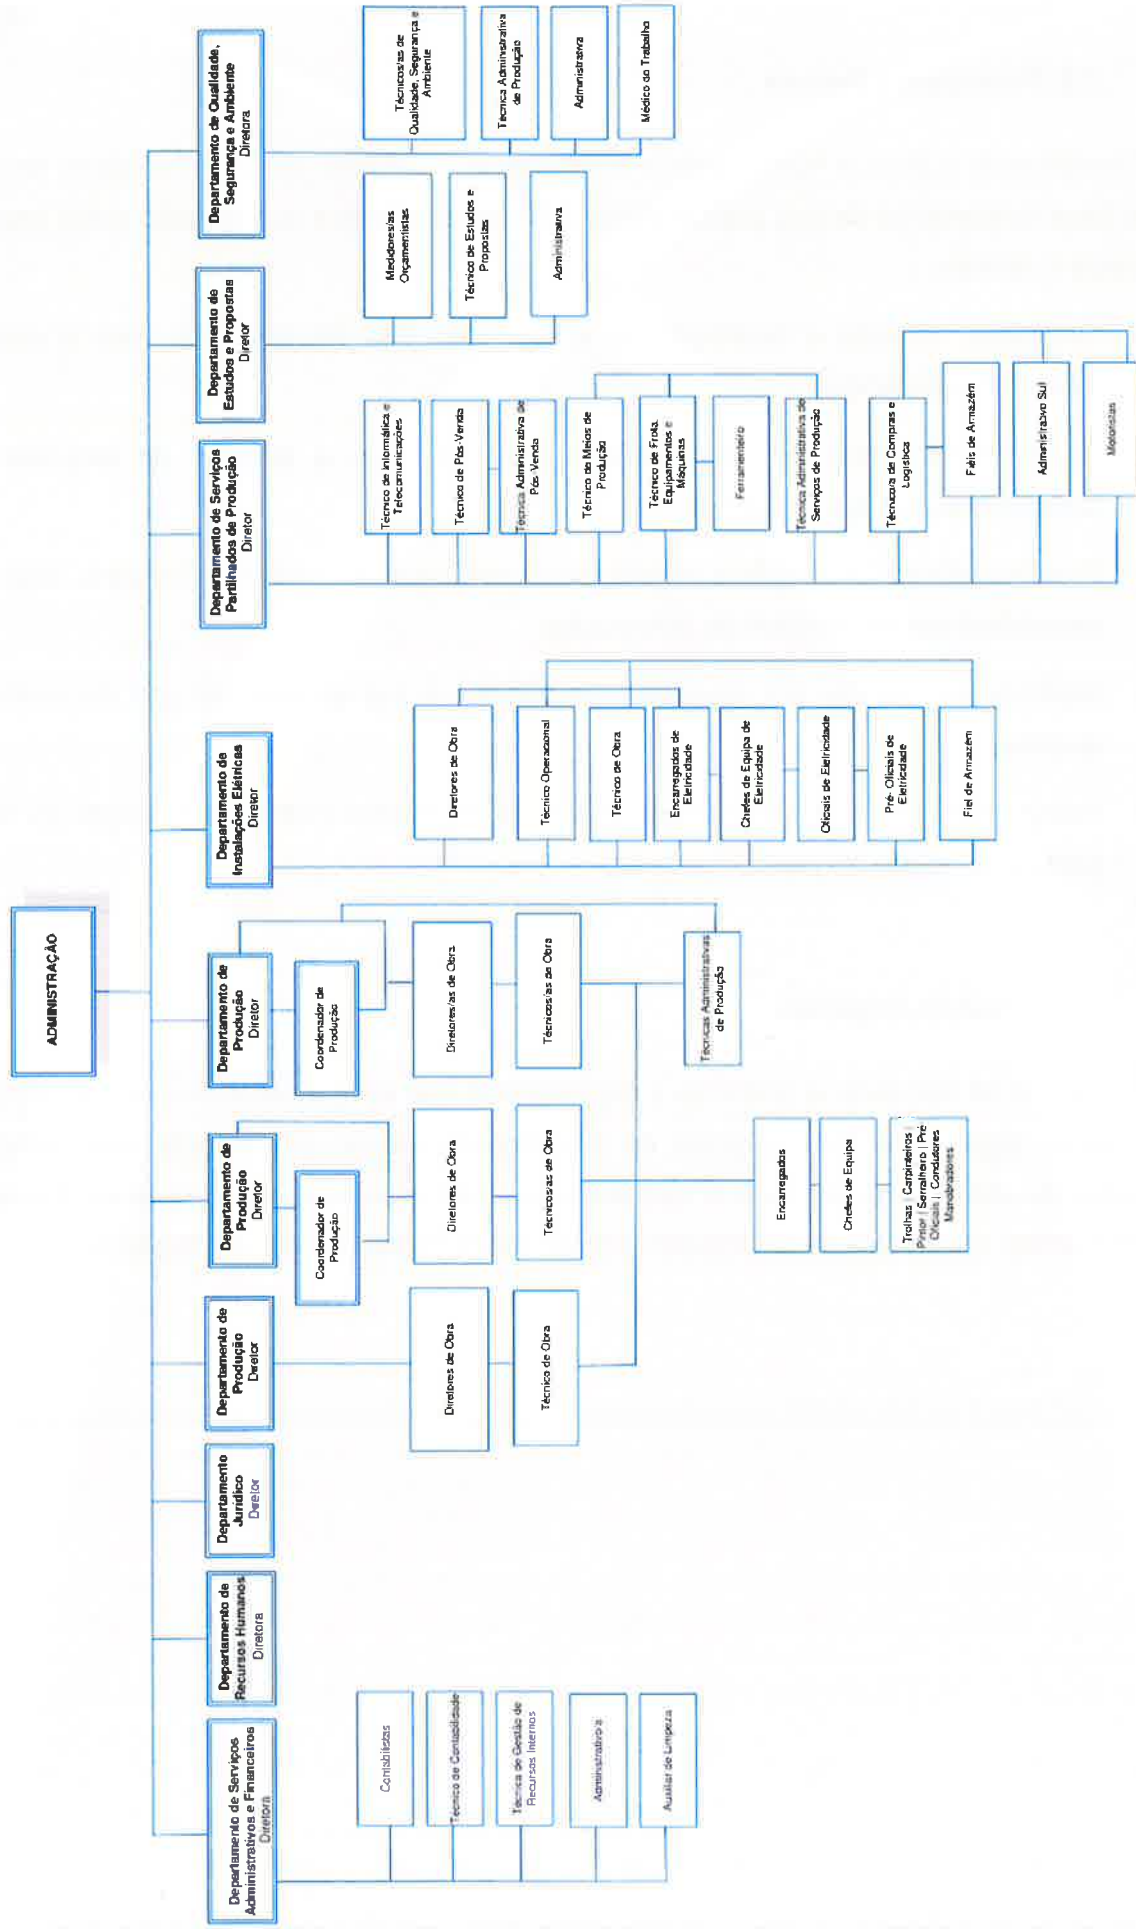 ADMINISTRAÇÃO
Departamento de Serviços
Administrativos e Financeiros
Diretora
Contabilistas
Técnico de Contabilidade
Técnica de Gestão de
Recursos Internos
Administrativo/a
Auxiliar de Limpeza
Departamento de
Recursos Humanos
Diretora
Departamento
Jurídico
Diretor
Departamento de
Produção
Diretor
Diretores de Obra
Técnico de Obra
Departamento de
Produção
Diretor
Coordenador de
Produção
Diretores de Obra
Técnicos/as de Obra
Departamento de
Produção
Diretor
Coordenador de
Produção
Diretores/as de Obra
Técnicos/as de Obra
Técnicas Administrativas
de Produção
Encarregados
Chefes de Equipa
Trolhas | Carpinteiros |
Pintor | Serralheiro | Pré
Oficiais | Condutores
Manobradores
Departamento de
Instalações Elétricas
Diretor
Diretores de Obra
Técnico Operacional
Técnico de Obra
Encarregados de
Eletricidade
Chefes de Equipa de
Eletricidade
Oficiais de Eletricidade
Pré- Oficiais de
Eletricidade
Fiel de Armazém
Departamento de Serviços
Partilhados de Produção
Diretor
Técnico de Informática e
Telecomunicações
Técnico de Pós-Venda
Técnica Administrativa de
Pós-Venda
Técnico de Meios de
Produção
Técnico de Frota,
Equipamentos e
Máquinas
Ferramenteiro
Técnica Administrativa de
Serviços de Produção
Técnico/a de Compras e
Logística
Fiéis de Armazém
Administrativo Sul
Motoristas
Departamento de
Estudos e Propostas
Diretor
Medidores/as
Orçamentistas
Técnico de Estudos e
Propostas
Administrativa
Departamento de Qualidade,
Segurança e Ambiente
Diretora
Técnicos/as de
Qualidade, Segurança e
Ambiente
Técnica Administrativa
de Produção
Administrativa
Médico do Trabalho